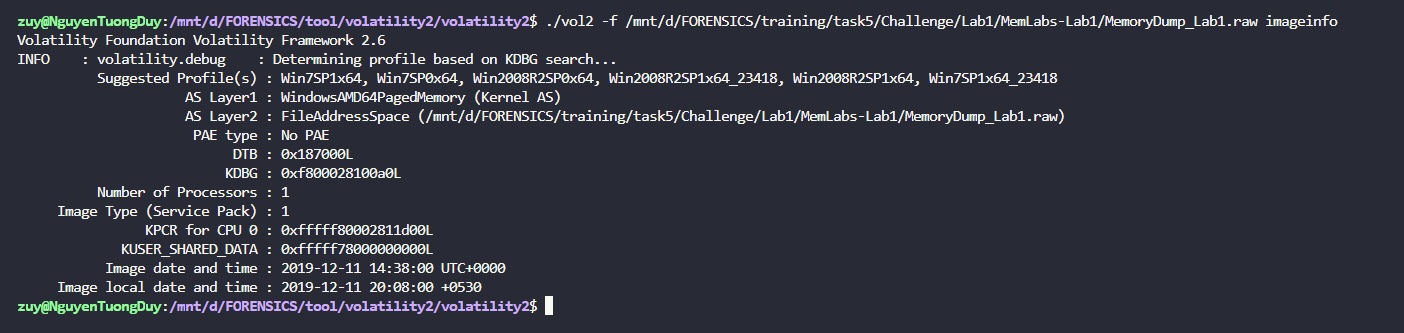 zuy@NguyenTuongDuy:/mnt/d/FORENSICS/tool/volatility2/volatility2$ ./vol2 -f /mnt/d/FORENSICS/training/task5/Challenge/Lab1/MemLabs-Lab1/MemoryDump_Lab1.raw imageinfo
Volatility Foundation Volatility Framework 2.6
INFO    : volatility.debug    : Determining profile based on KDBG search...
Suggested Profile(s) : Win7SP1x64, Win7SP0x64, Win2008R2SP0x64, Win2008R2SP1x64_23418, Win2008R2SP1x64, Win7SP1x64_23418
AS Layer1 : WindowsAMD64PagedMemory (Kernel AS)
AS Layer2 : FileAddressSpace (/mnt/d/FORENSICS/training/task5/Challenge/Lab1/MemLabs-Lab1/MemoryDump_Lab1.raw)
PAE type : No PAE
DTB : 0x187000L
KDBG : 0xf800028100a0L
Number of Processors : 1
Image Type (Service Pack) : 1
KPCR for CPU 0 : 0xfffff80002811d00L
KUSER_SHARED_DATA : 0xfffff78000000000L
Image date and time : 2019-12-11 14:38:00 UTC+0000
Image local date and time : 2019-12-11 20:08:00 +0530
zuy@NguyenTuongDuy:/mnt/d/FORENSICS/tool/volatility2/volatility2$